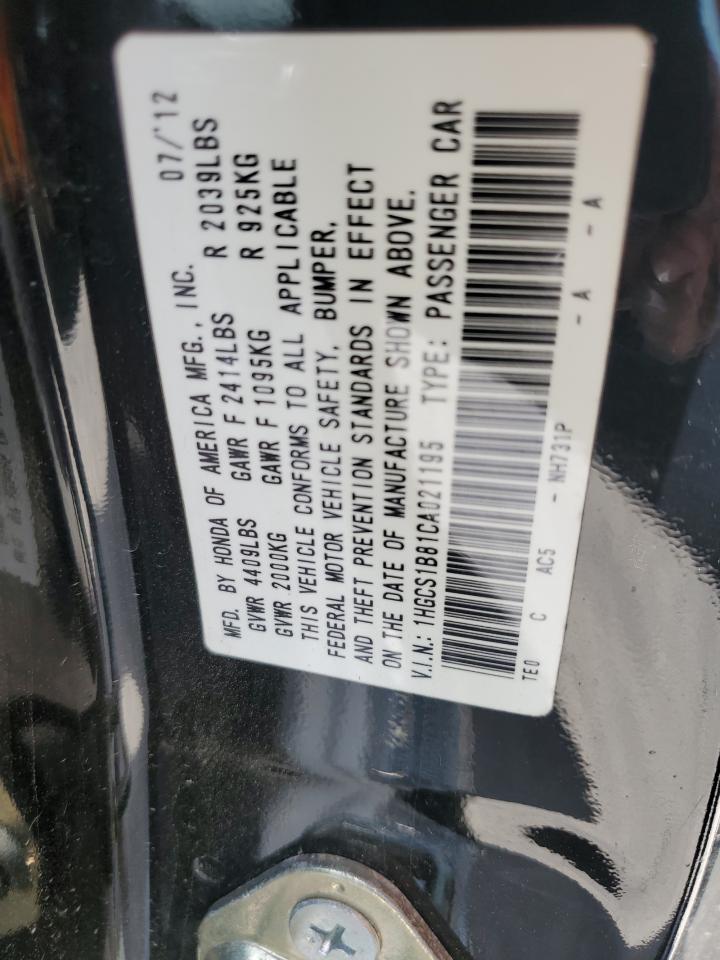 MFD. BY HONDA OF AMERICA MFG., INC. 07/'12
GVWR 4409LBS GAWR F 2414LBS R 2039LBS
GVWR 2000KG GAWR F 1095KG R 925KG
THIS VEHICLE CONFORMS TO ALL APPLICABLE
FEDERAL MOTOR VEHICLE SAFETY, BUMPER,
AND THEFT PREVENTION STANDARDS IN EFFECT
ON THE DATE OF MANUFACTURE SHOWN ABOVE.
V.I.N.: 1HGCS1B81CA021195 TYPE: PASSENGER CAR
TE0 C AC5 - NH731P - A - A